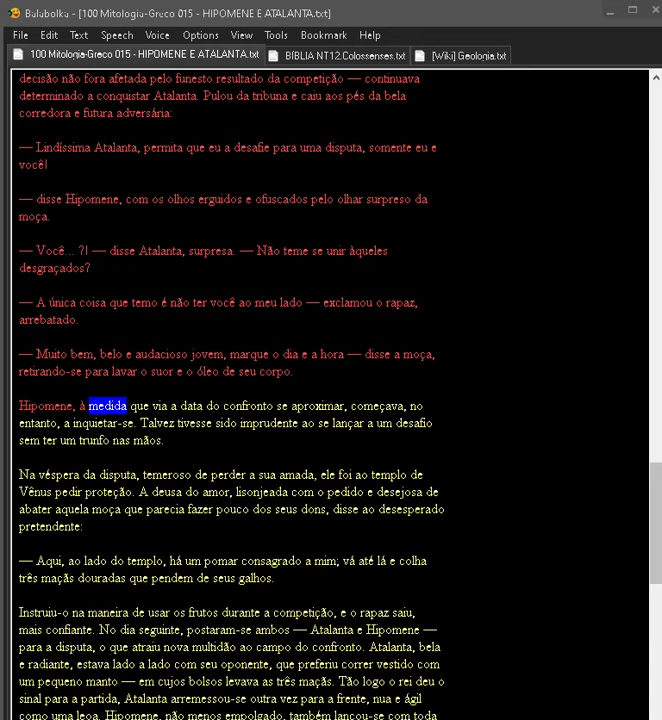 Balabolka - [100 Mitologia-Greco 015 - HIPOMENE E ATALANTA.txt]
File Edit Text Speech Voice Options View Tools Bookmark Help
100 Mitologia-Greco 015 - HIPOMENE E ATALANTA.txt BÍBLIA NT12.Colossenses.txt [Wiki] Geologia.txt
decisão não fora afetada pelo funesto resultado da competição — continuava
determinado a conquistar Atalanta. Pulou da tribuna e caiu aos pés da bela
corredora e futura adversária:
— Lindíssima Atalanta, permita que eu a desafie para uma disputa, somente eu e
você!
— disse Hipomene, com os olhos erguidos e ofuscados pelo olhar surpreso da
moça.
— Você... ?! — disse Atalanta, surpresa. — Não teme se unir àqueles
desgraçados?
— A única coisa que temo é não ter você ao meu lado — exclamou o rapaz,
arrebatado.
— Muito bem, belo e audacioso jovem, marque o dia e a hora — disse a moça,
retirando-se para lavar o suor e o óleo de seu corpo.
Hipomene, à medida que via a data do confronto se aproximar, começava, no
entanto, a inquietar-se. Talvez tivesse sido imprudente ao se lançar a um desafio
sem ter um trunfo nas mãos.
Na véspera da disputa, temeroso de perder a sua amada, ele foi ao templo de
Vênus pedir proteção. A deusa do amor, lisonjeada com o pedido e desejosa de
abater aquela moça que parecia fazer pouco dos seus dons, disse ao desesperado
pretendente:
— Aqui, ao lado do templo, há um pomar consagrado a mim; vá até lá e colha
três maçãs douradas que pendem de seus galhos.
Instruiu-o na maneira de usar os frutos durante a competição, e o rapaz saiu,
mais confiante. No dia seguinte, postaram-se ambos — Atalanta e Hipomene —
para a disputa, o que atraiu nova multidão ao campo do confronto. Atalanta, bela
e radiante, estava lado a lado com seu oponente, que preferiu correr vestido com
um pequeno manto — em cujos bolsos levava as três maçãs. Tão logo o rei deu o
sinal para a partida, Atalanta arremessou-se outra vez para a frente, nua e ágil
como uma leoa. Hipomene, não menos empolgado, também lançou-se com toda